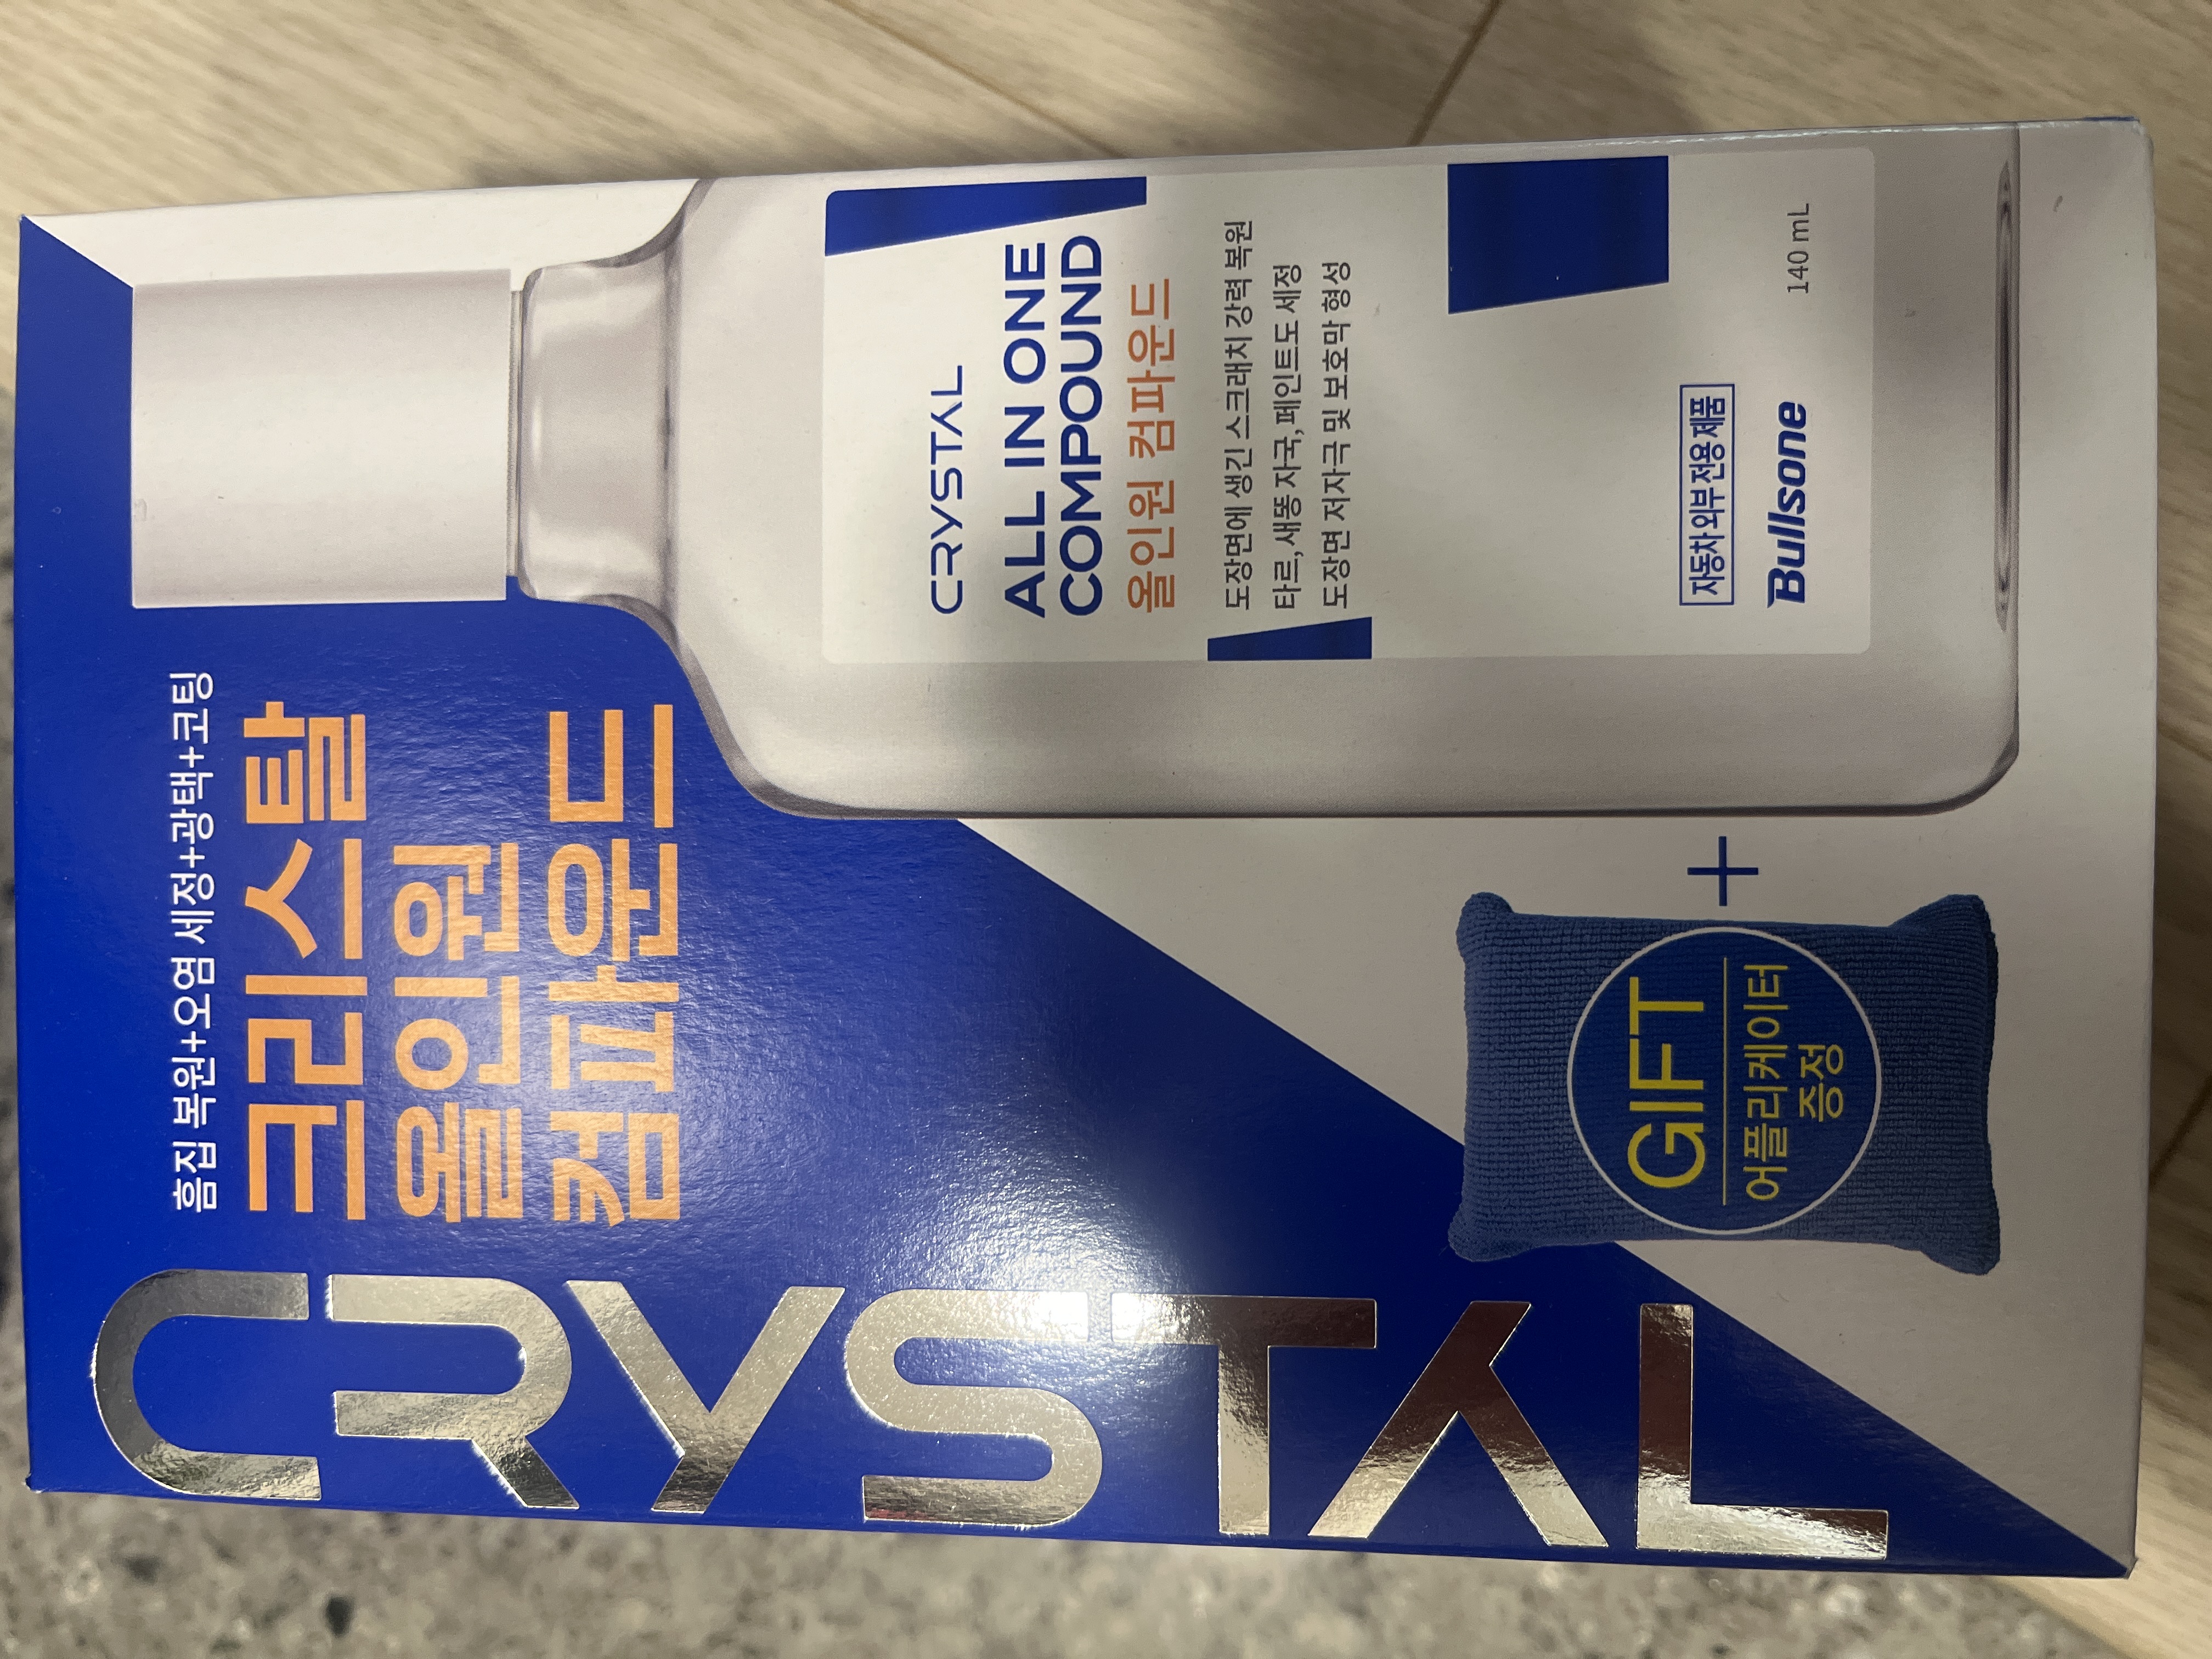 CRYSTAL
흠집 복원+오염 세정+광택+코팅
크리스탈
올인원
컴파운드
CRYSTAL
ALL IN ONE
COMPOUND
올인원 컴파운드
도장면에 생긴 스크래치 강력 복원
타르, 새똥 자국, 페인트도 세정
도장면 저자극 및 보호막 형성
자동차 외부 전용 제품
Bullsone
140 mL
+
GIFT
어플리케이터
증정